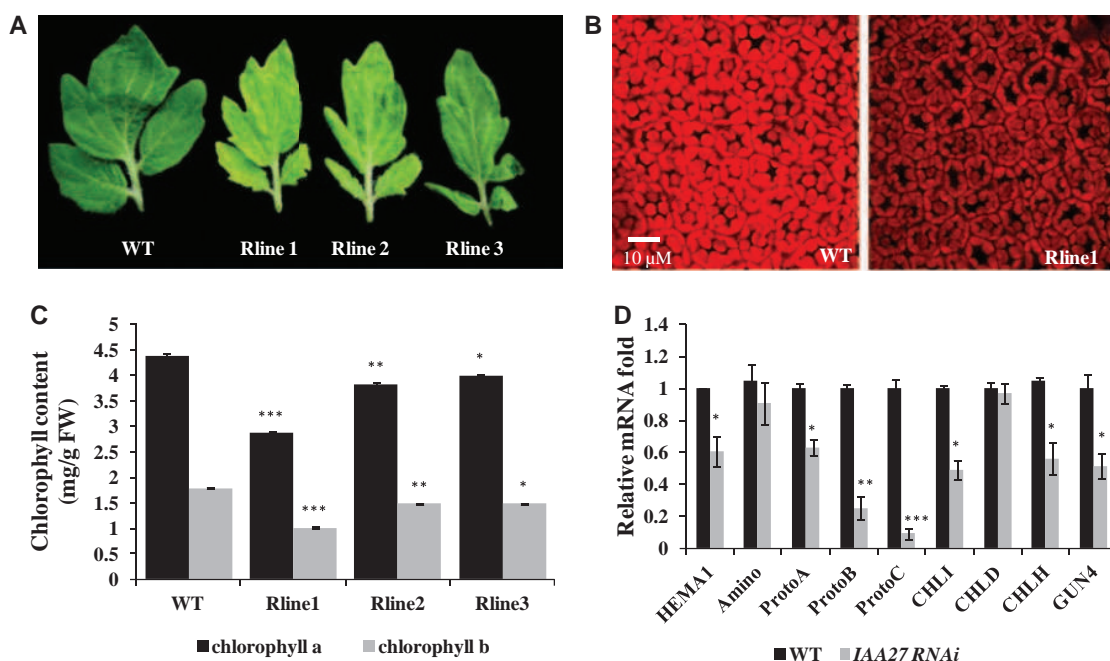 A
WT
Rline 1
Rline 2
Rline 3
B
10 µM
WT
Rline1
C
Chlorophyll content
(mg/g FW)
5
4.5
4
3.5
3
2.5
2
1.5
1
0.5
0
***
***
**
**
*
*
WT
Rline1
Rline2
Rline3
chlorophyll a
chlorophyll b
D
Relative mRNA fold
1.4
1.2
1
0.8
0.6
0.4
0.2
0
*
*
**
***
*
*
*
HEMA1
Amino
ProtoA
ProtoB
ProtoC
CHLI
CHLD
CHLH
GUN4
WT
IAA27 RNAi